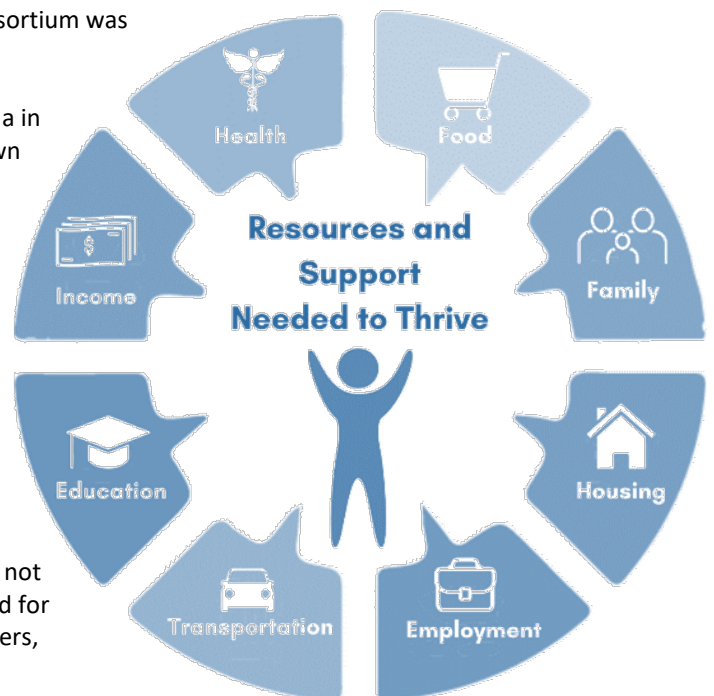 sortium was
a in
wn
not
d for
ers,
Health
Food
Income
Family
Resources and
Support
Needed to Thrive
Education
Housing
Transportation
Employment
$